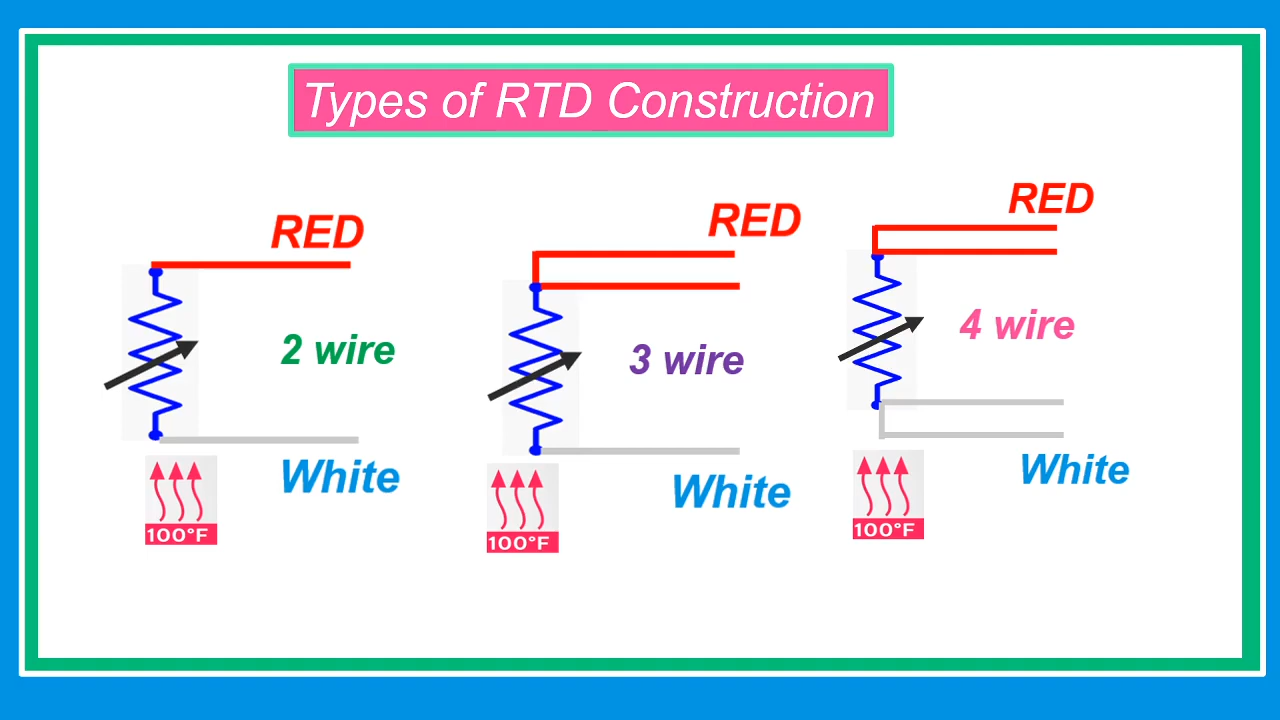 Types of RTD Construction
RED
2 wire
White
100°F
RED
3 wire
White
100°F
RED
4 wire
White
100°F